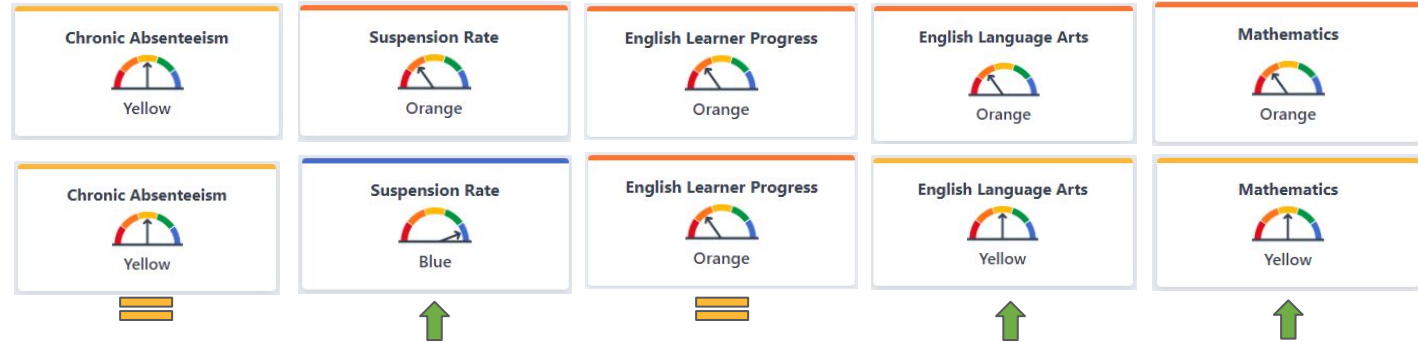 Chronic Absenteeism
Yellow
Suspension Rate
Orange
English Learner Progress
Orange
English Language Arts
Orange
Mathematics
Orange
Chronic Absenteeism
Yellow
Suspension Rate
Blue
English Learner Progress
Orange
English Language Arts
Yellow
Mathematics
Yellow